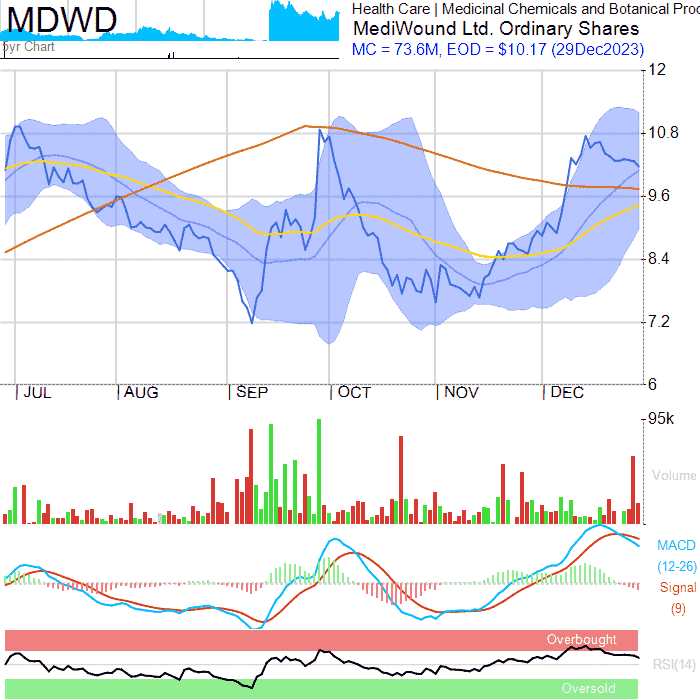 MDWD
5yr Chart
Health Care | Medicinal Chemicals and Botanical Proc
MediWound Ltd. Ordinary Shares
MC = 73.6M, EOD = $10.17 (29Dec2023)
12
10.8
9.6
8.4
7.2
6
JUL AUG SEP OCT NOV DEC
95k
Volume
MACD
(12-26)
Signal
(9)
Overbought
RSI(14)
Oversold